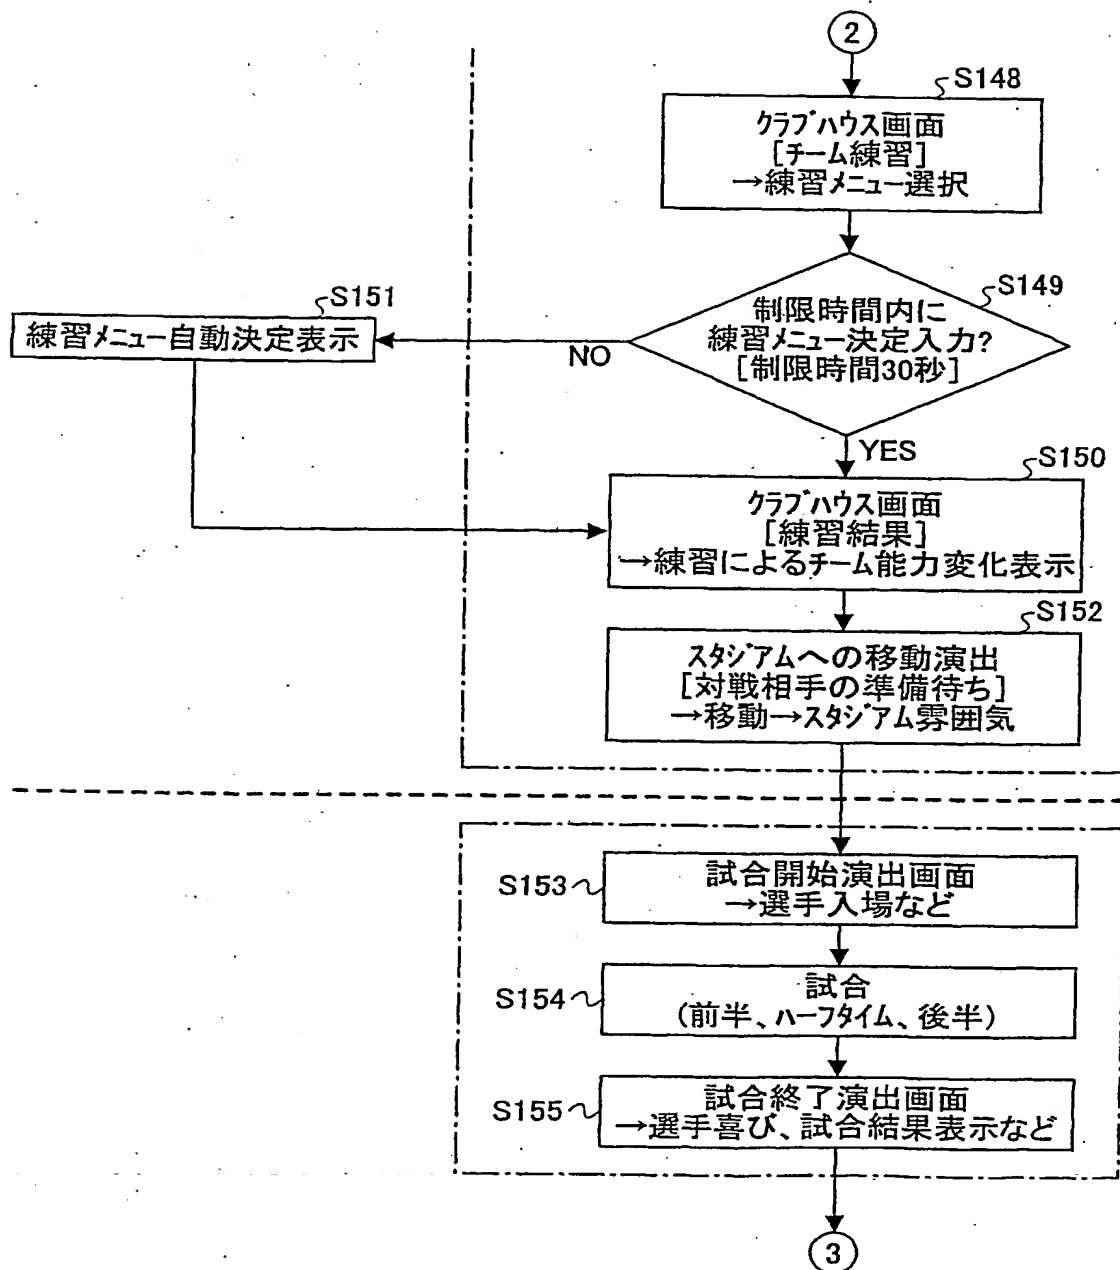 2
S148
クラブハウス画面
[チーム練習]
→練習メニュー選択
S149
制限時間内に
練習メニュー決定入力?
[制限時間30秒]
NO
S151
練習メニュー自動決定表示
YES
S150
クラブハウス画面
[練習結果]
→練習によるチーム能力変化表示
S152
スタジアムへの移動演出
[対戦相手の準備待ち]
→移動→スタジアム雰囲気
S153
試合開始演出画面
→選手入場など
S154
試合
(前半、ハーフタイム、後半)
S155
試合終了演出画面
→選手喜び、試合結果表示など
3